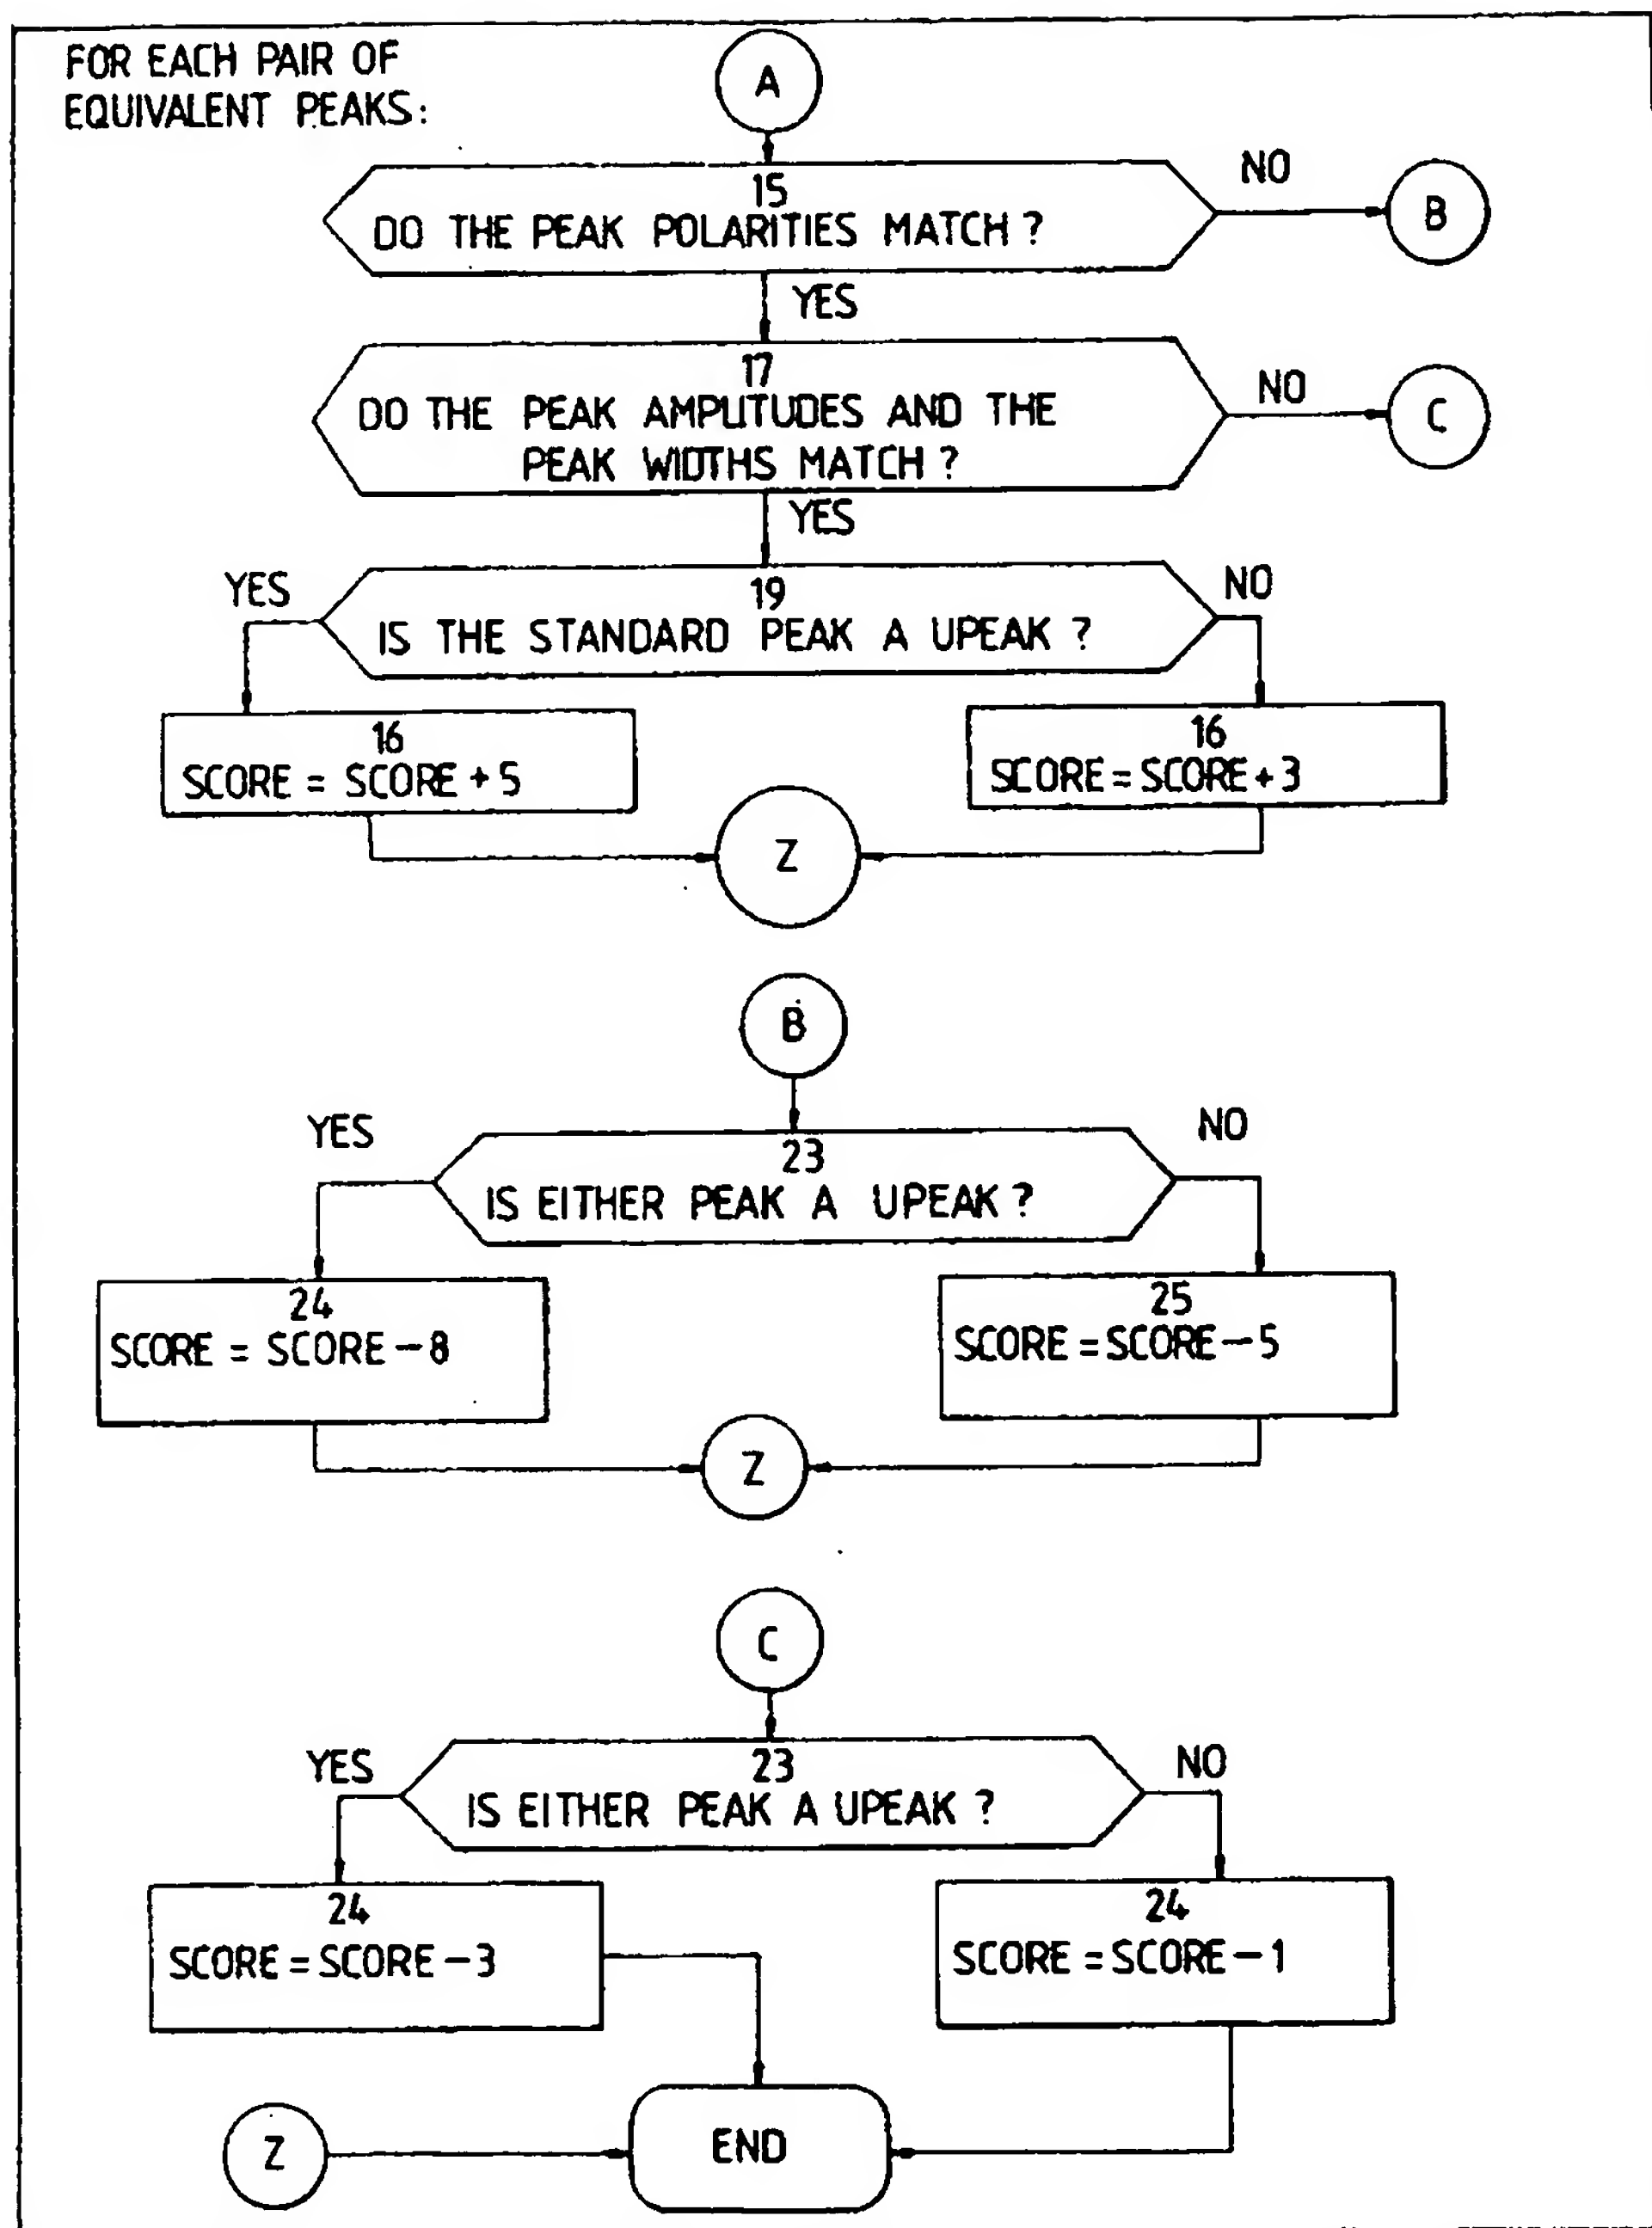 FOR EACH PAIR OF
EQUIVALENT PEAKS:
A
15
DO THE PEAK POLARITIES MATCH ?
NO
B
YES
17
DO THE PEAK AMPLITUDES AND THE
PEAK WIDTHS MATCH ?
NO
C
YES
19
IS THE STANDARD PEAK A UPEAK ?
YES
NO
16
SCORE = SCORE + 5
16
SCORE = SCORE + 3
Z
B
23
IS EITHER PEAK A UPEAK ?
YES
NO
24
SCORE = SCORE - 8
25
SCORE = SCORE - 5
Z
C
23
IS EITHER PEAK A UPEAK ?
YES
NO
24
SCORE = SCORE - 3
24
SCORE = SCORE - 1
Z
END